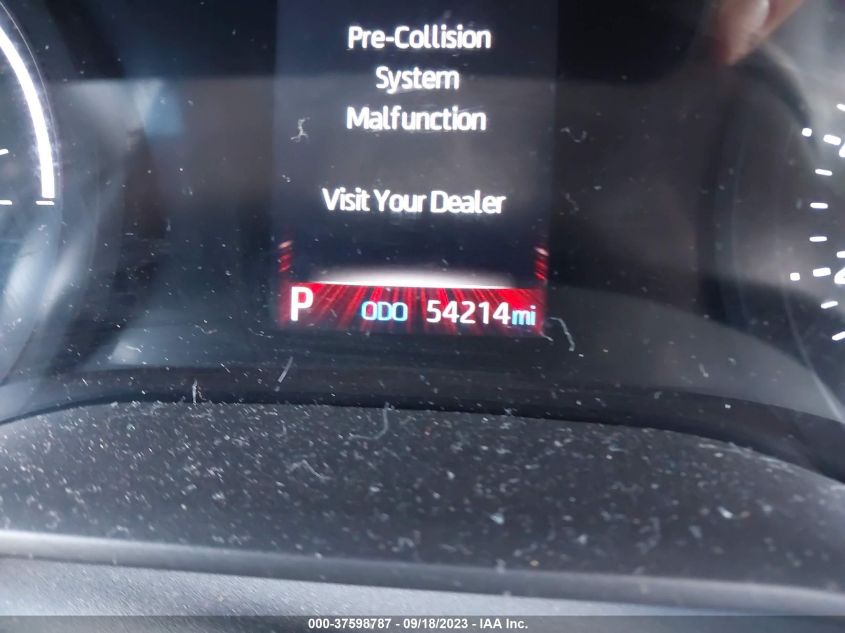 Pre-Collision
System
Malfunction
Visit Your Dealer
P ODO 54214mi
000-37598787 - 09/18/2023 - IAA Inc.